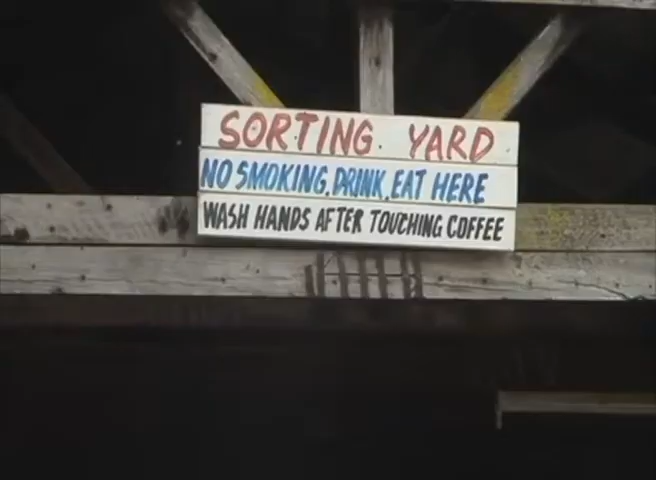 SORTING. YARD
NO SMOKING, DRINK, EAT HERE
WASH HANDS AFTER TOUCHING COFFEE